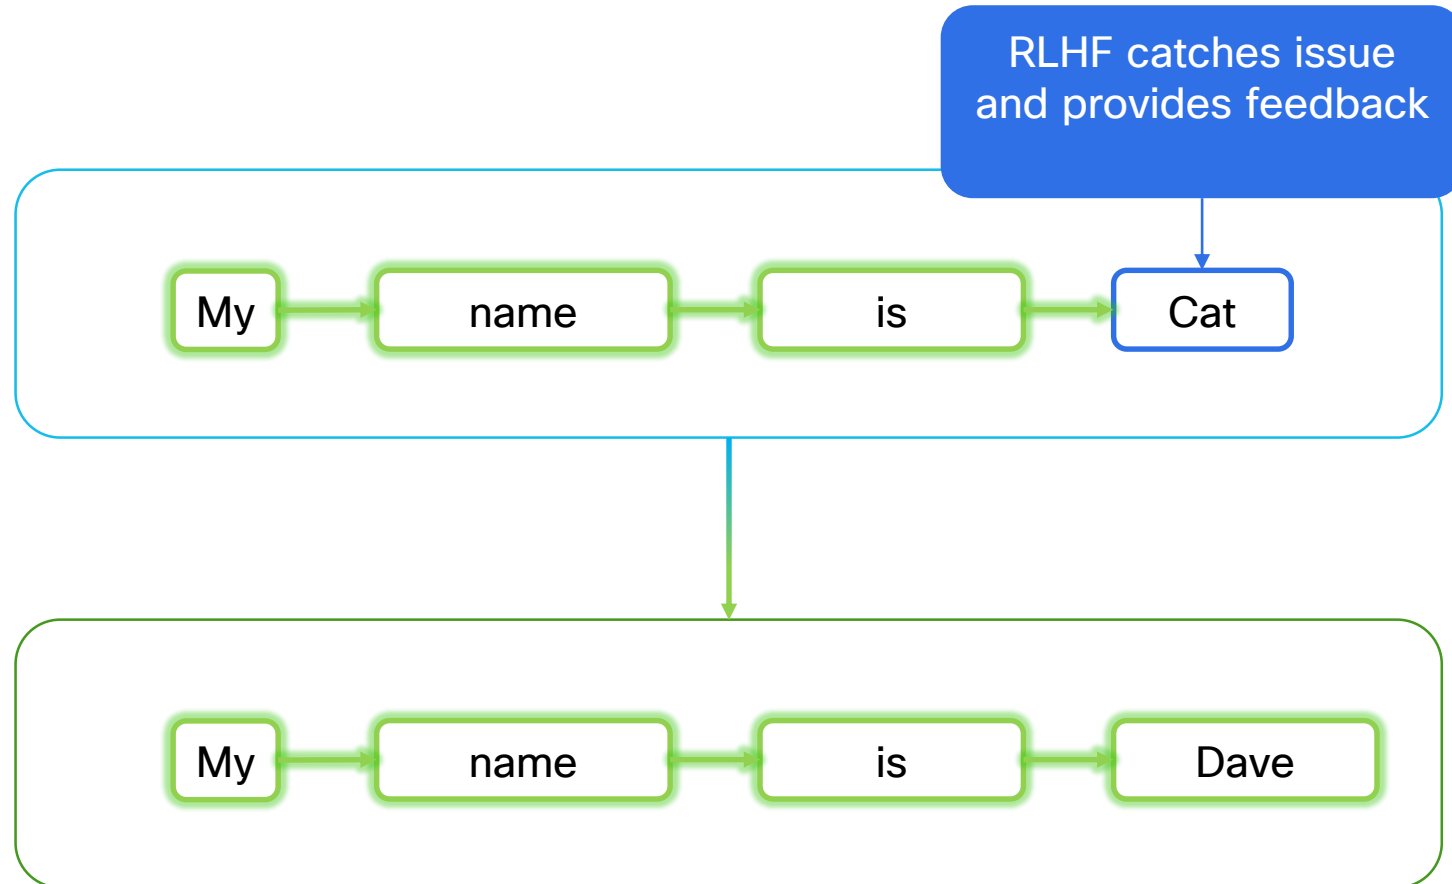 RLHF catches issue
and provides feedback
My name is Cat
My name is Dave